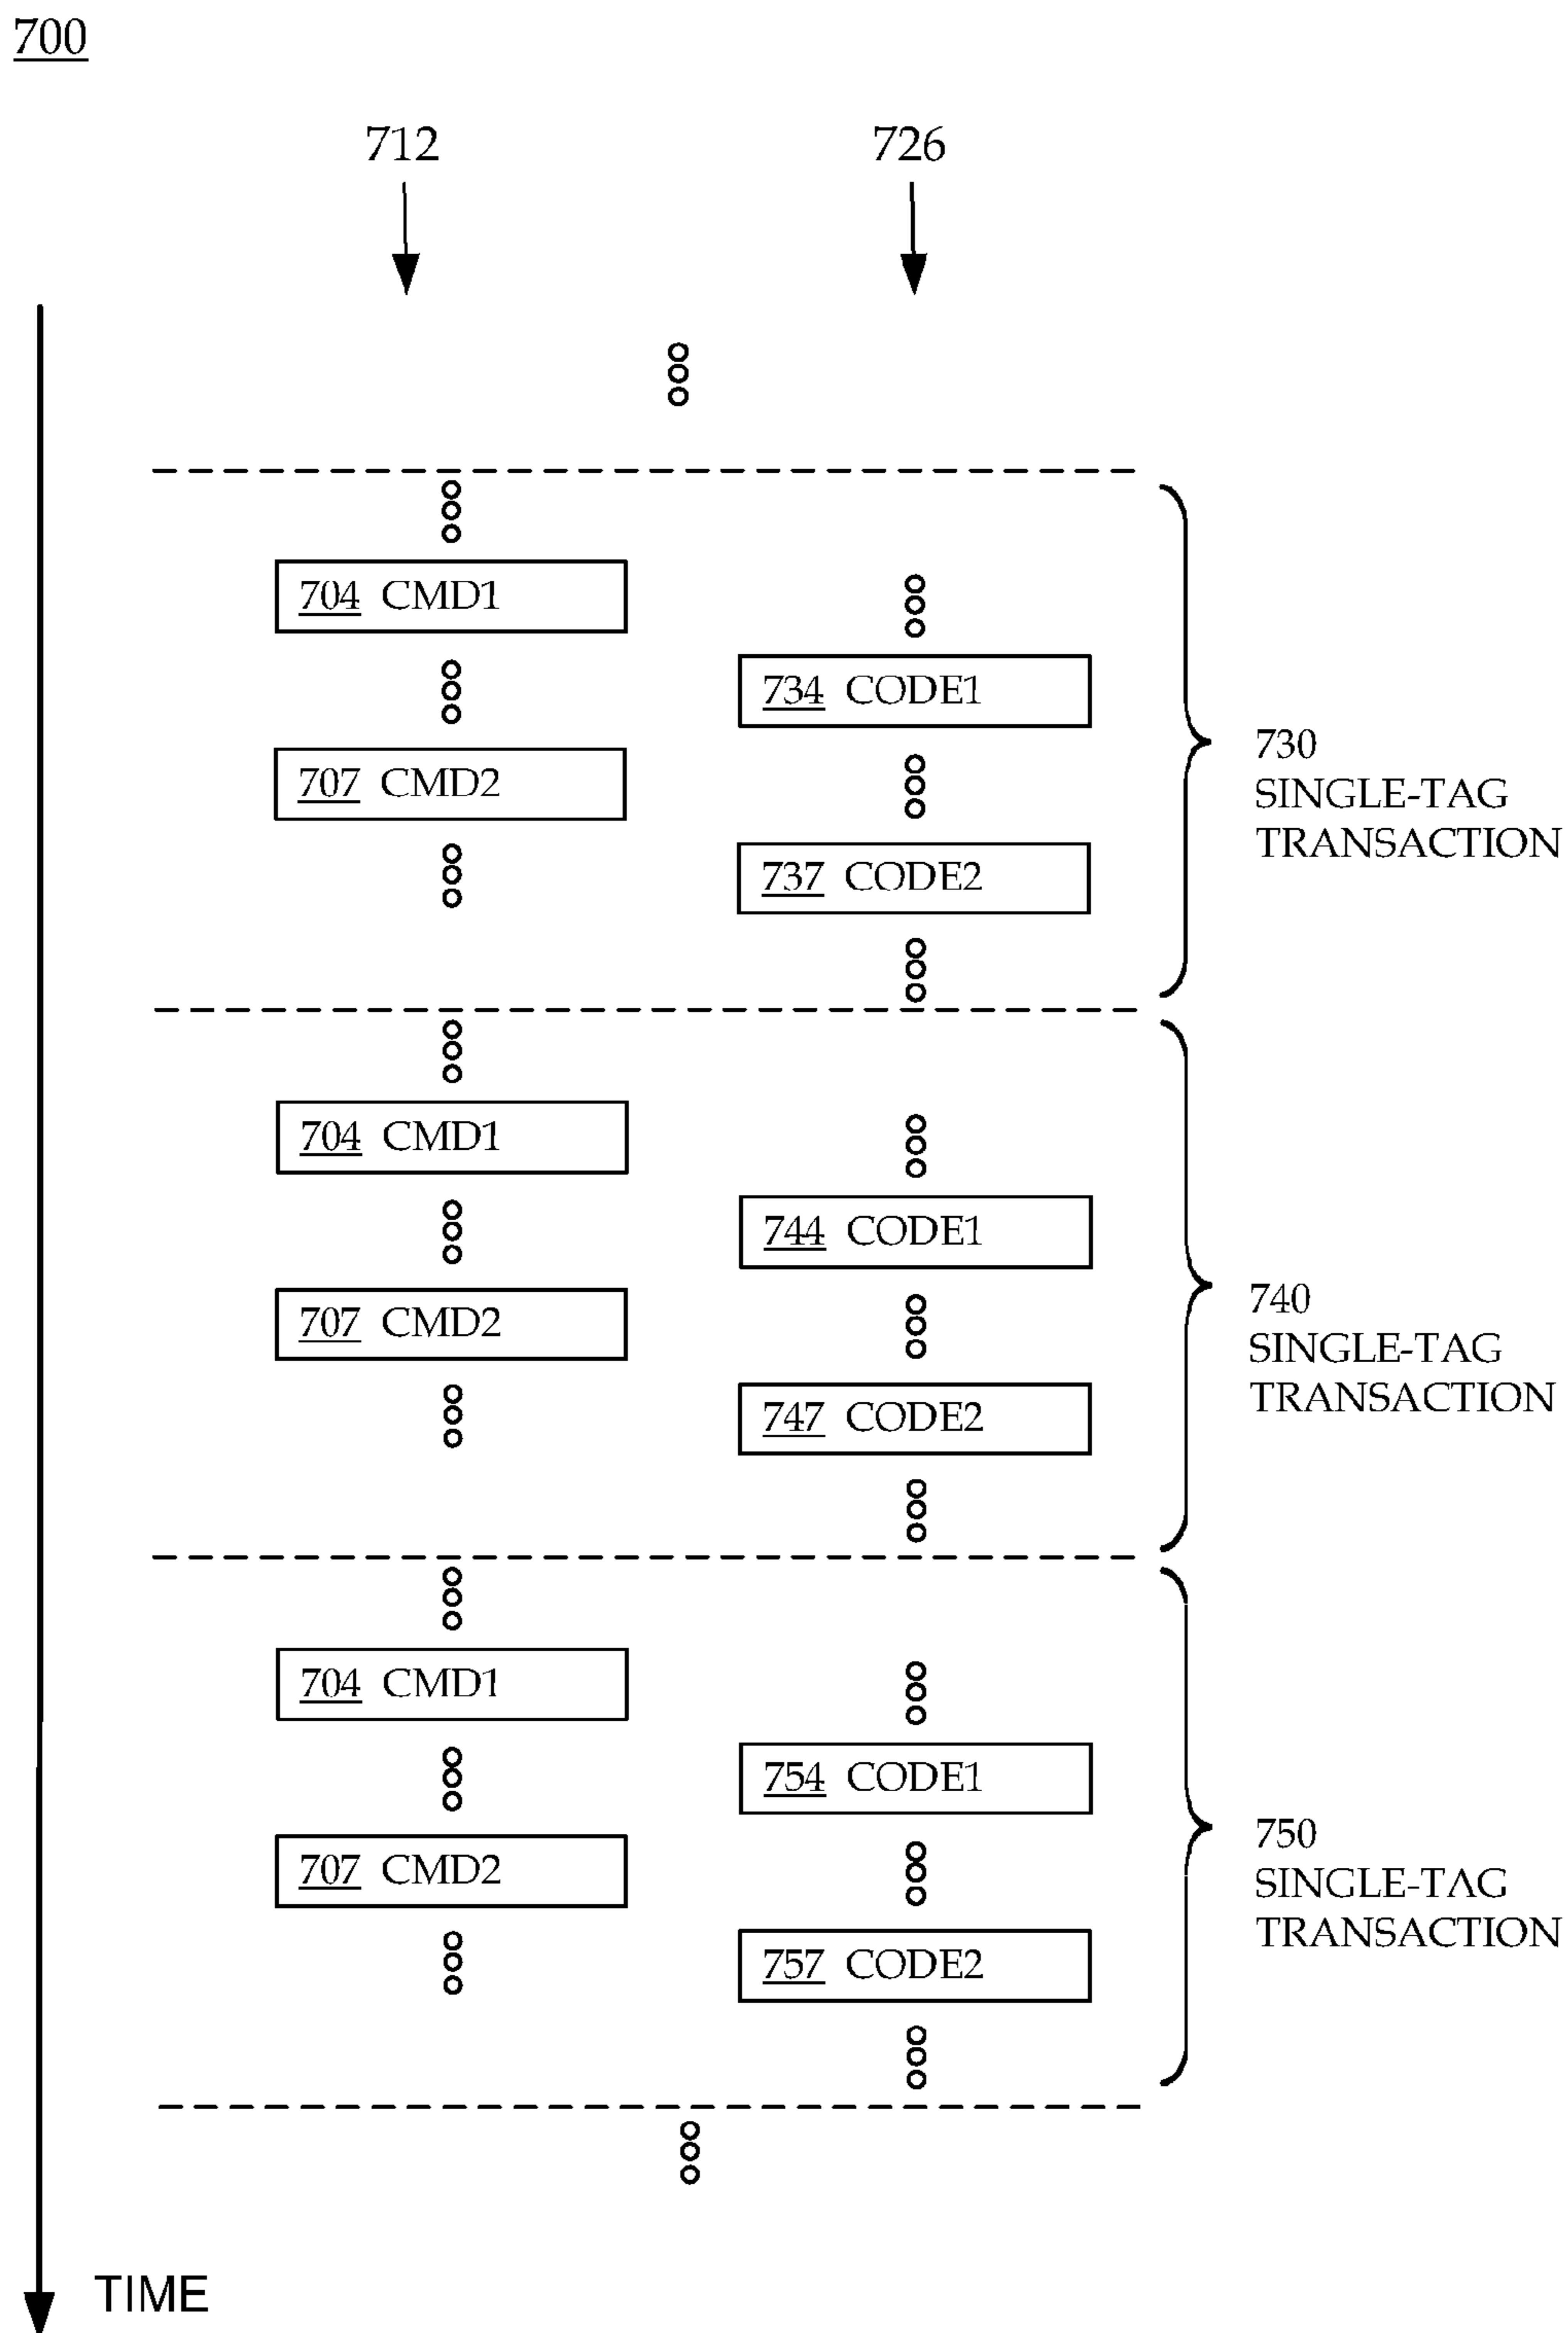 700
712
726
704 CMD1
734 CODE1
707 CMD2
737 CODE2
730
SINGLE-TAG
TRANSACTION
704 CMD1
744 CODE1
707 CMD2
747 CODE2
740
SINGLE-TAG
TRANSACTION
704 CMD1
754 CODE1
707 CMD2
757 CODE2
750
SINGLE-TAG
TRANSACTION
TIME